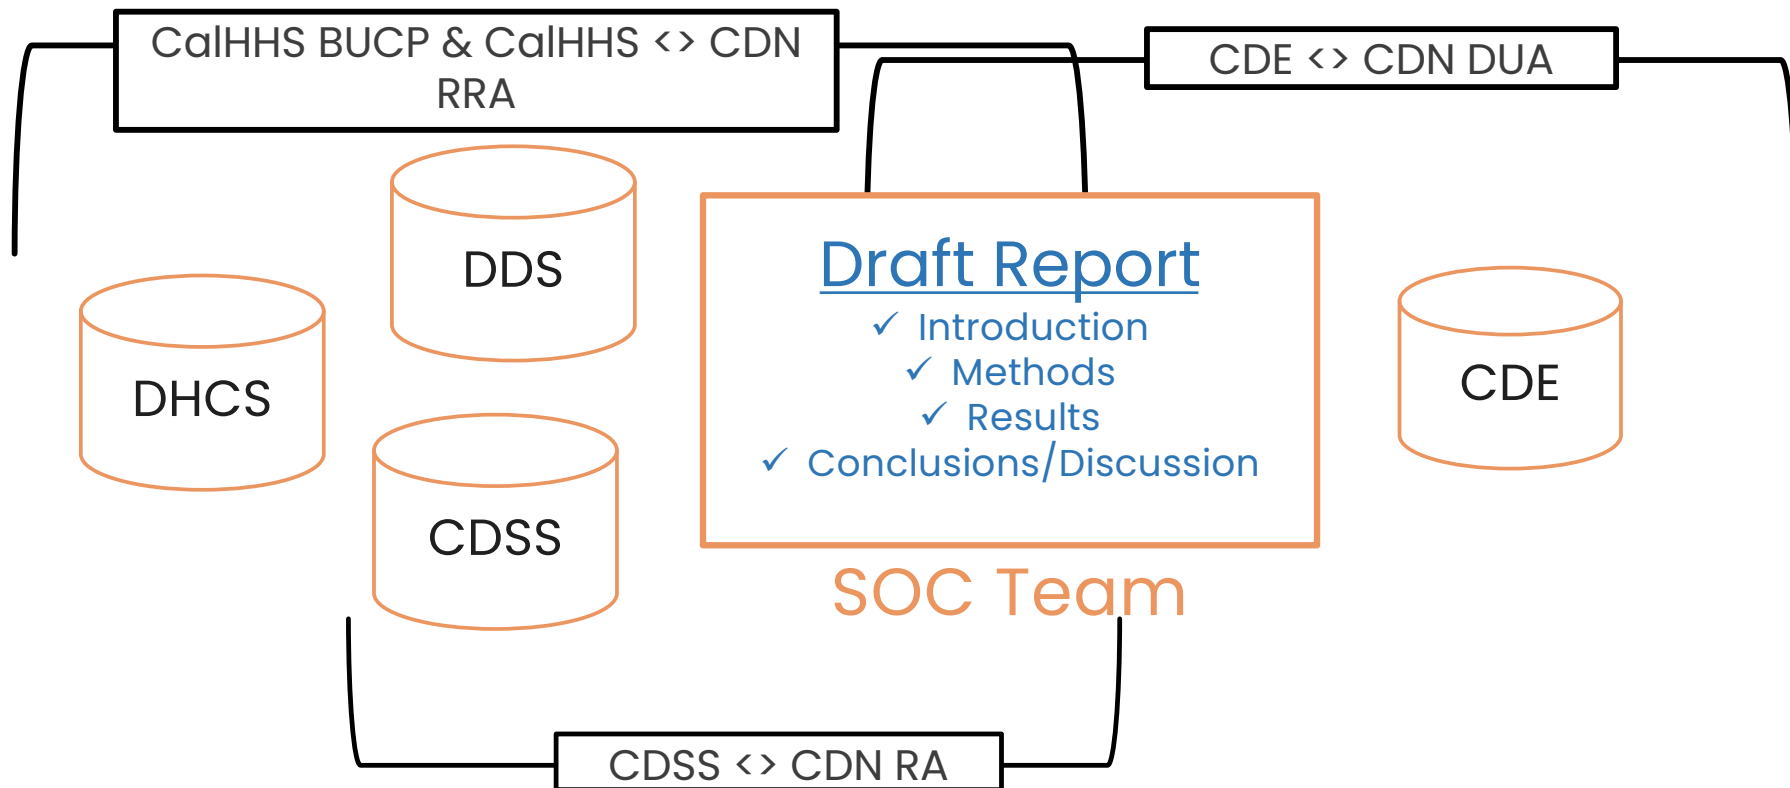 CalHHS BUCP & CalHHS <> CDN
RRA
CDE <> CDN DUA
DDS
DHCS
CDSS
Draft Report
✓ Introduction
✓ Methods
✓ Results
✓ Conclusions/Discussion
SOC Team
CDE
CDSS <> CDN RA